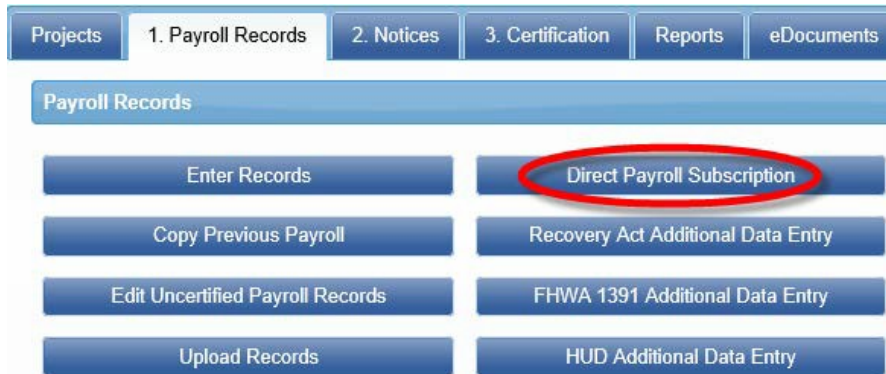 Projects 1. Payroll Records 2. Notices 3. Certification Reports eDocuments
Payroll Records
Enter Records Direct Payroll Subscription
Copy Previous Payroll Recovery Act Additional Data Entry
Edit Uncertified Payroll Records FHWA 1391 Additional Data Entry
Upload Records HUD Additional Data Entry